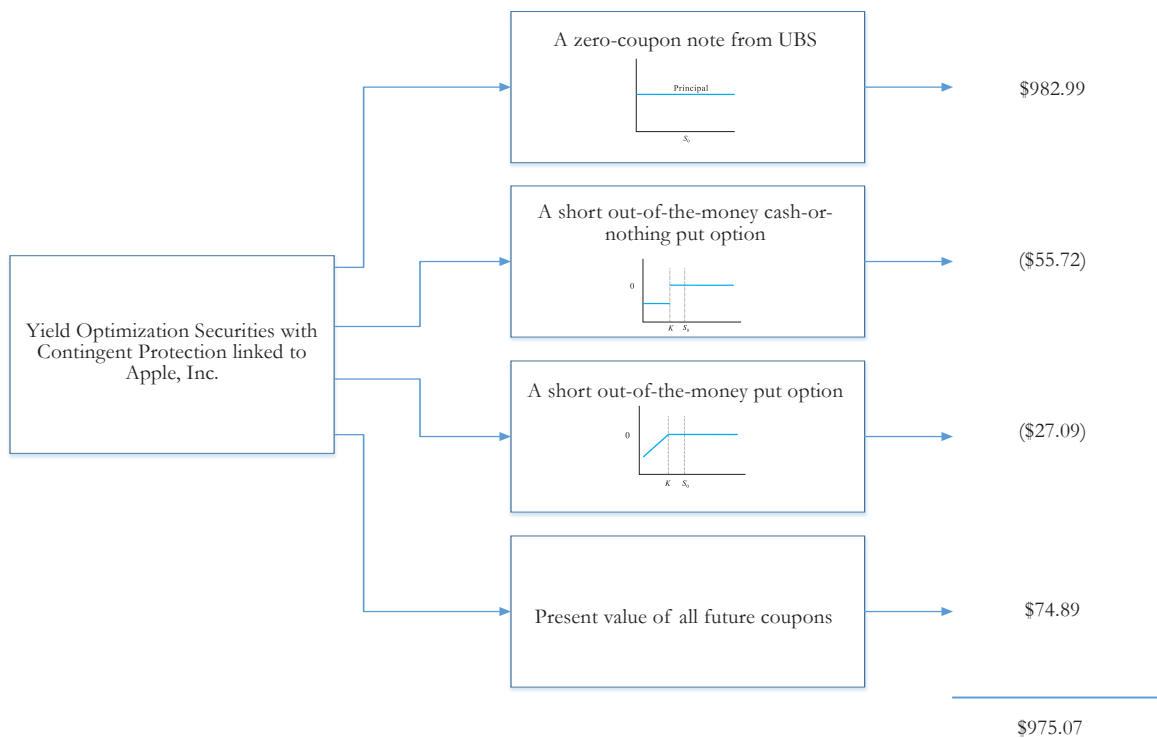 A zero-coupon note from UBS
Principal
S₀
$982.99
A short out-of-the-money cash-or-
nothing put option
0
K S₀
($55.72)
Yield Optimization Securities with
Contingent Protection linked to
Apple, Inc.
A short out-of-the-money put option
0
K S₀
($27.09)
Present value of all future coupons
$74.89
$975.07